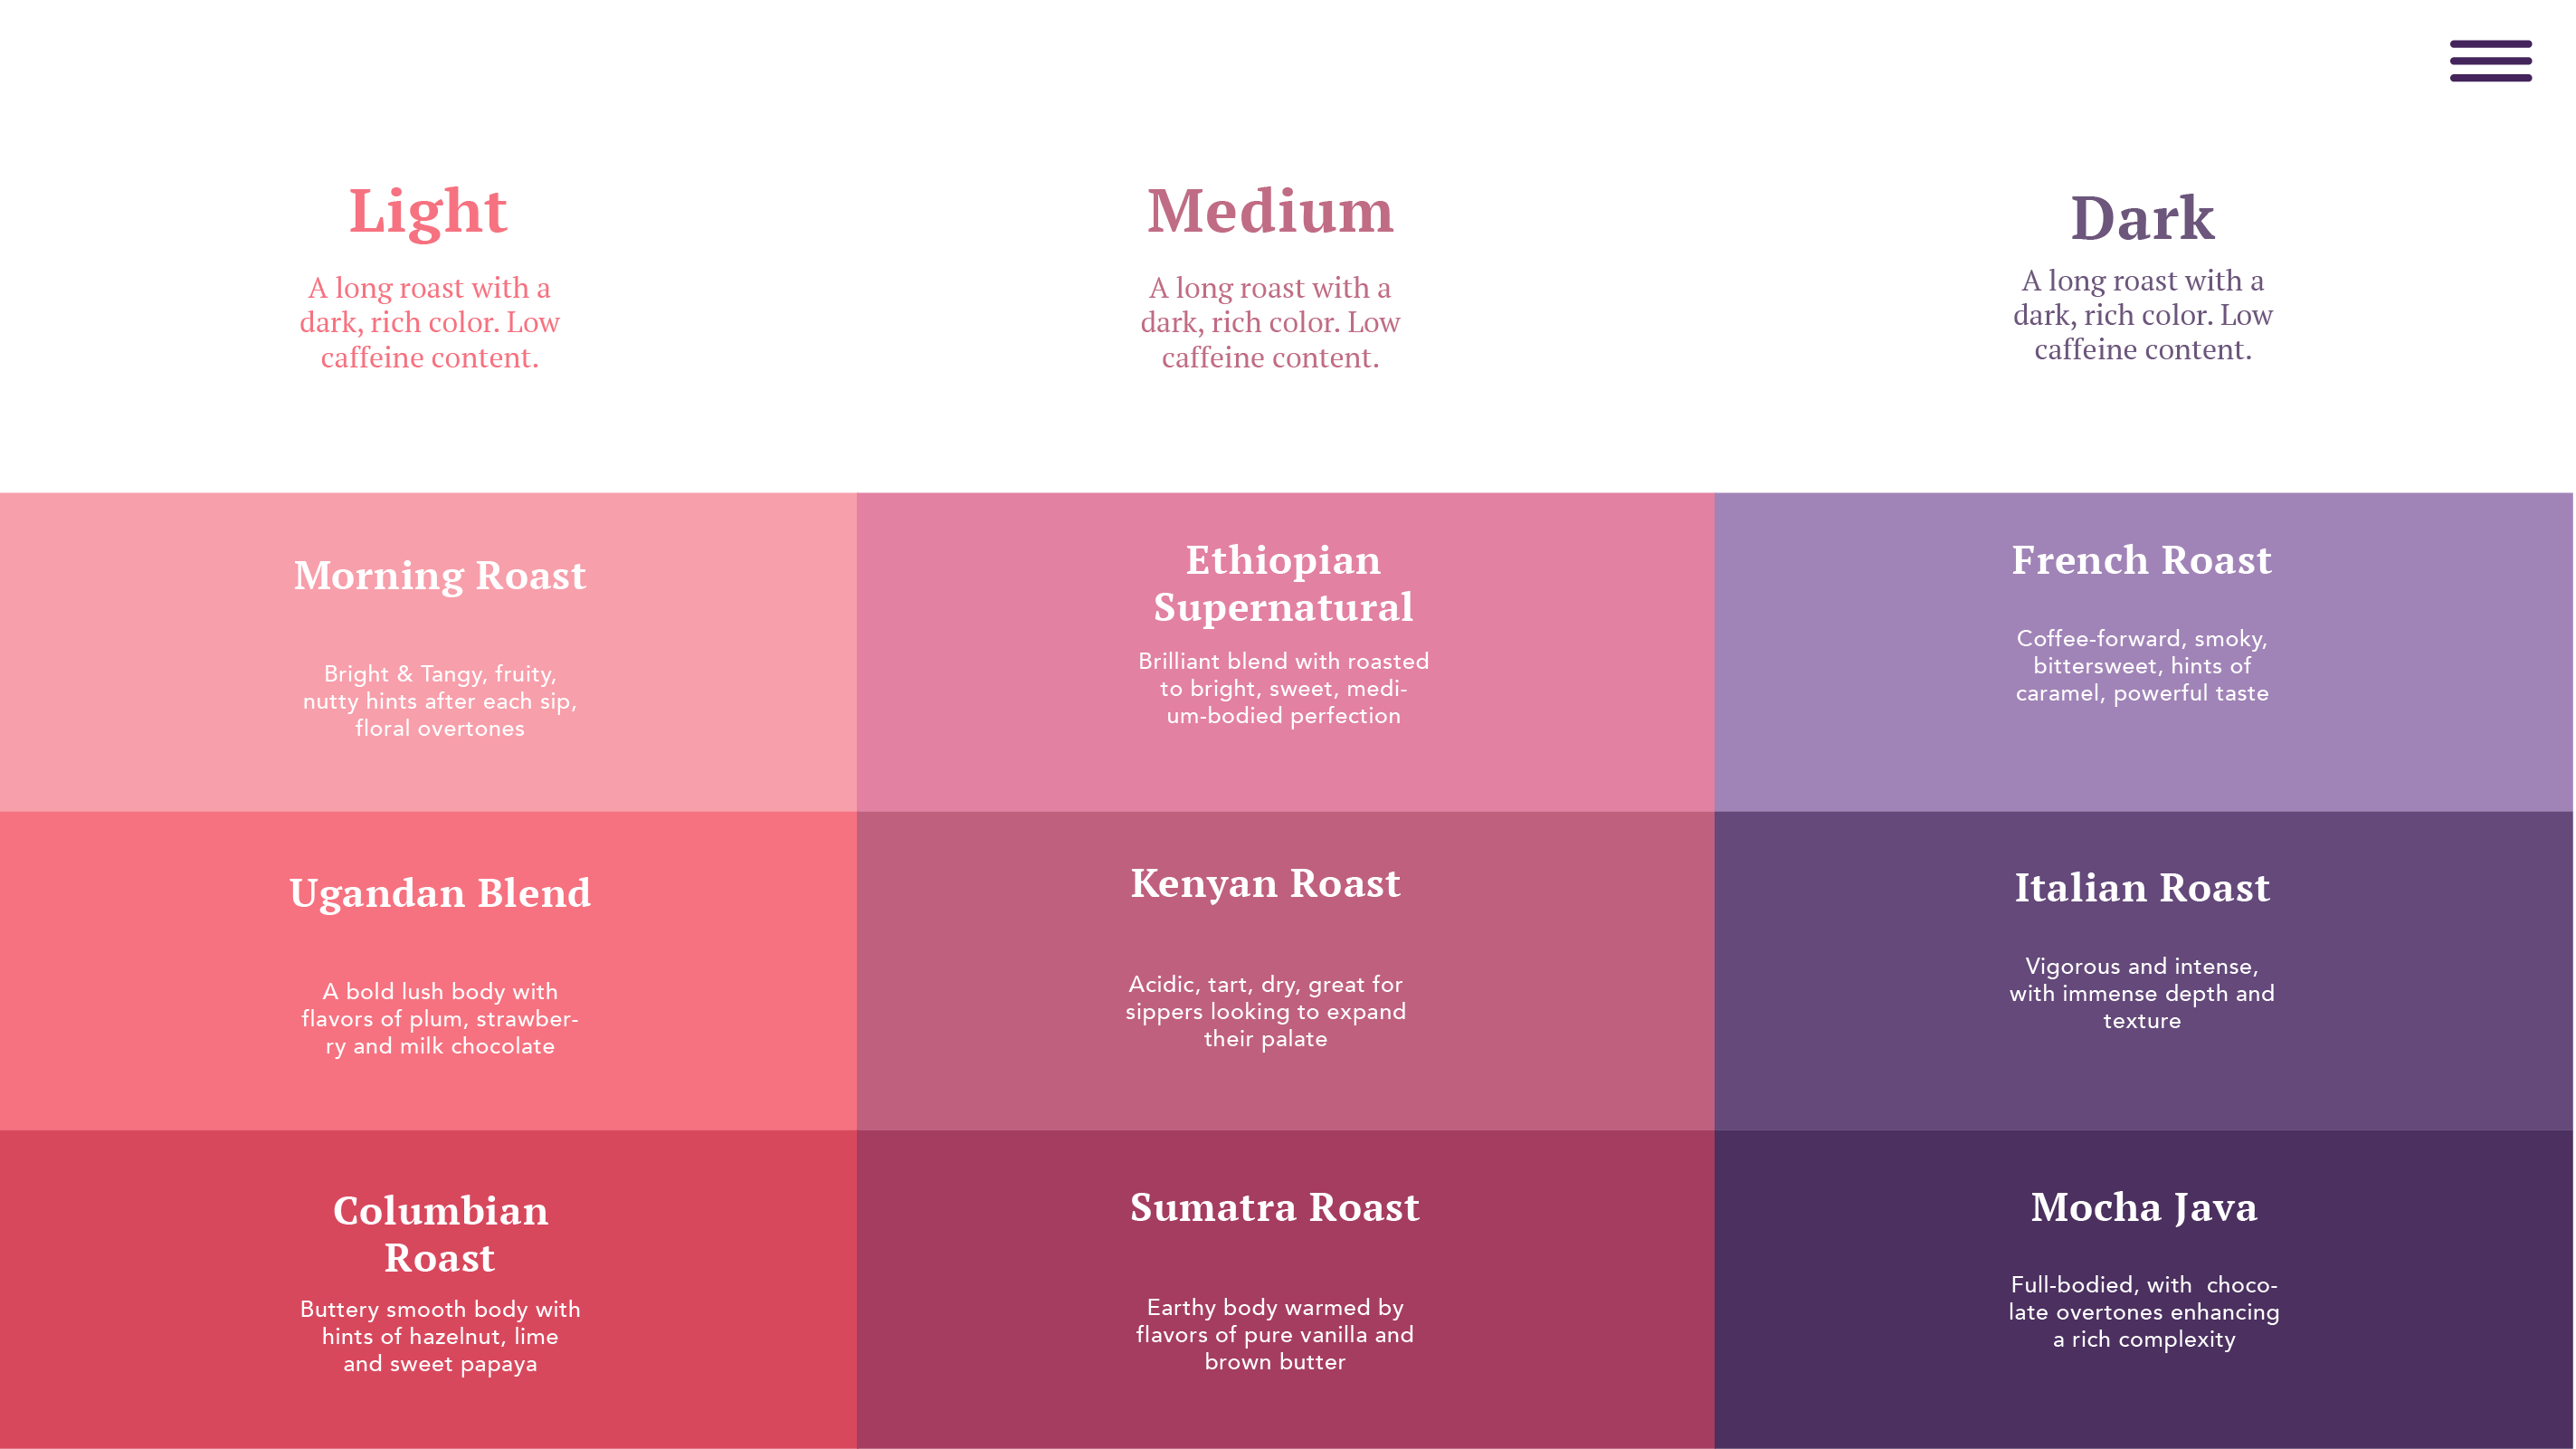 Light
A long roast with a
dark, rich color. Low
caffeine content.
Medium
A long roast with a
dark, rich color. Low
caffeine content.
Dark
A long roast with a
dark, rich color. Low
caffeine content.
Morning Roast
Bright & Tangy, fruity,
nutty hints after each sip,
floral overtones
Ethiopian
Supernatural
Brilliant blend with roasted
to bright, sweet, medi-
um-bodied perfection
French Roast
Coffee-forward, smoky,
bittersweet, hints of
caramel, powerful taste
Ugandan Blend
A bold lush body with
flavors of plum, strawber-
ry and milk chocolate
Kenyan Roast
Acidic, tart, dry, great for
sippers looking to expand
their palate
Italian Roast
Vigorous and intense,
with immense depth and
texture
Columbian
Roast
Buttery smooth body with
hints of hazelnut, lime
and sweet papaya
Sumatra Roast
Earthy body warmed by
flavors of pure vanilla and
brown butter
Mocha Java
Full-bodied, with  choco-
late overtones enhancing
a rich complexity